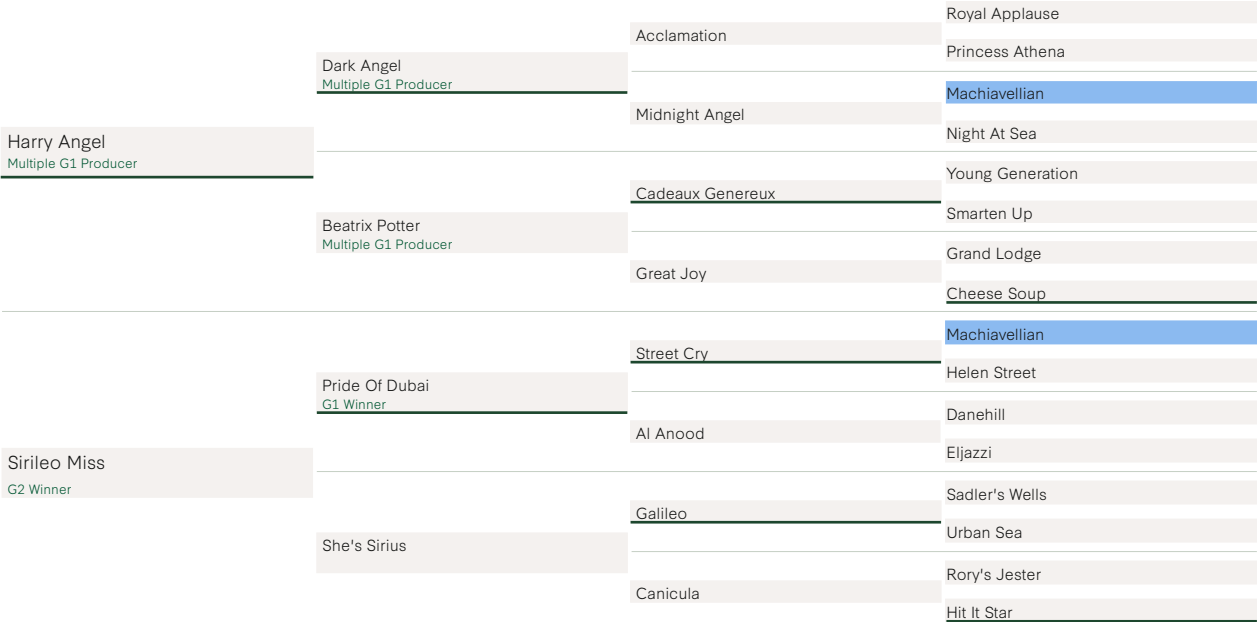 Harry Angel
Multiple G1 Producer
Sirileo Miss
G2 Winner
Dark Angel
Multiple G1 Producer
Beatrix Potter
Multiple G1 Producer
Pride Of Dubai
G1 Winner
She's Sirius
Acclamation
Midnight Angel
Cadeaux Genereux
Great Joy
Street Cry
Al Anood
Galileo
Canicula
Royal Applause
Princess Athena
Machiavellian
Night At Sea
Young Generation
Smarten Up
Grand Lodge
Cheese Soup
Machiavellian
Helen Street
Danehill
Eljazzi
Sadler's Wells
Urban Sea
Rory's Jester
Hit It Star